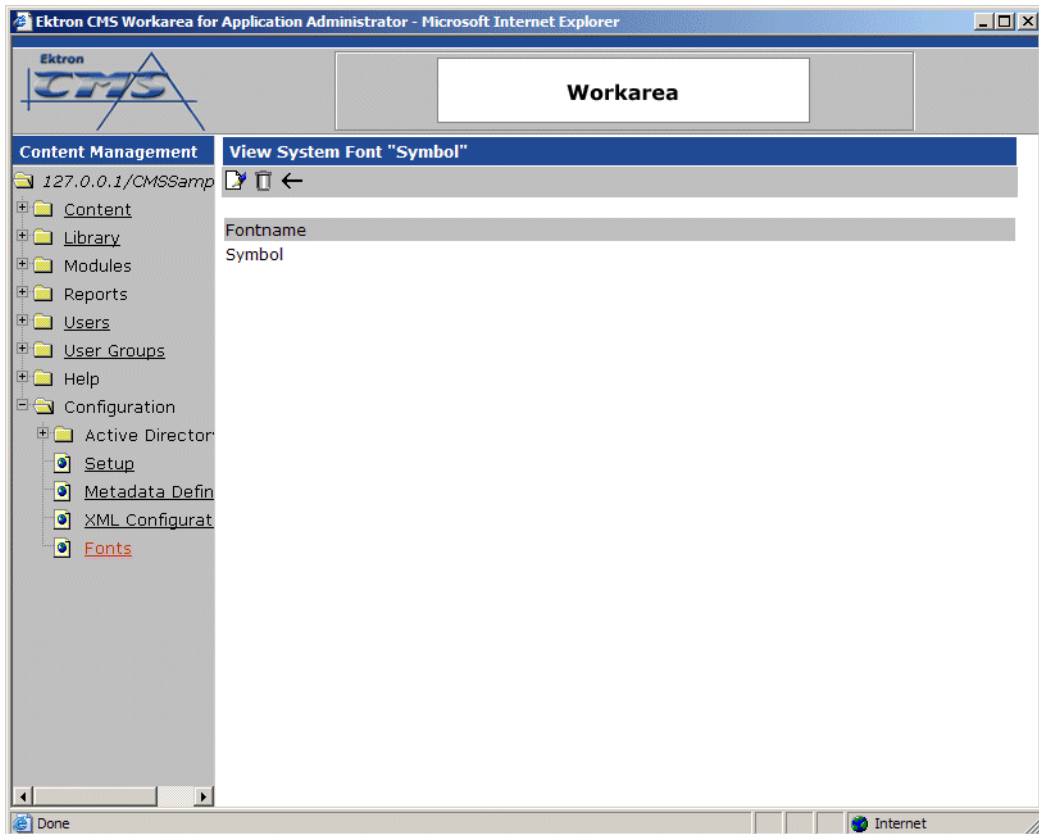 Ektron CMS Workarea for Application Administrator - Microsoft Internet Explorer
Ektron
CMS
Workarea
Content Management
View System Font "Symbol"
127.0.0.1/CMSSamp
Content
Library
Modules
Reports
Users
User Groups
Help
Configuration
Active Director
Setup
Metadata Defin
XML Configurat
Fonts
Fontname
Symbol
Done
Internet